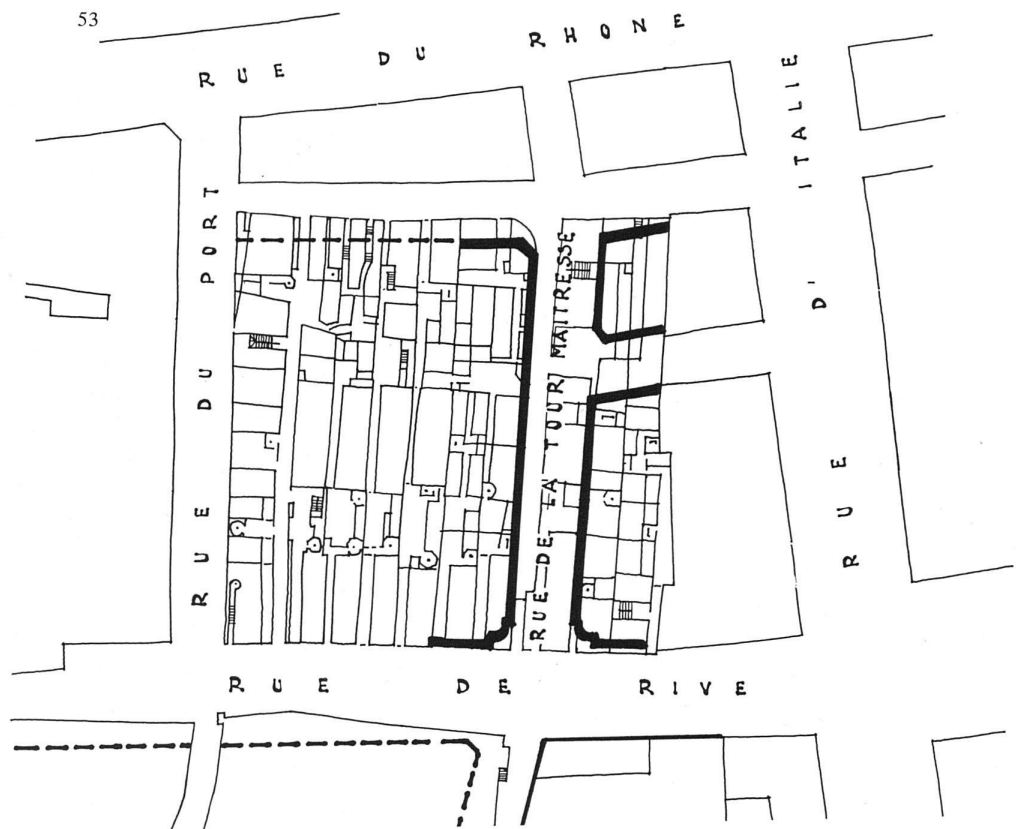 53
RUE DU RHONE
RUE DU PORT
RUE DE LA TOUR MAITRESSE
RUE D' ITALIE
RUE DE RIVE